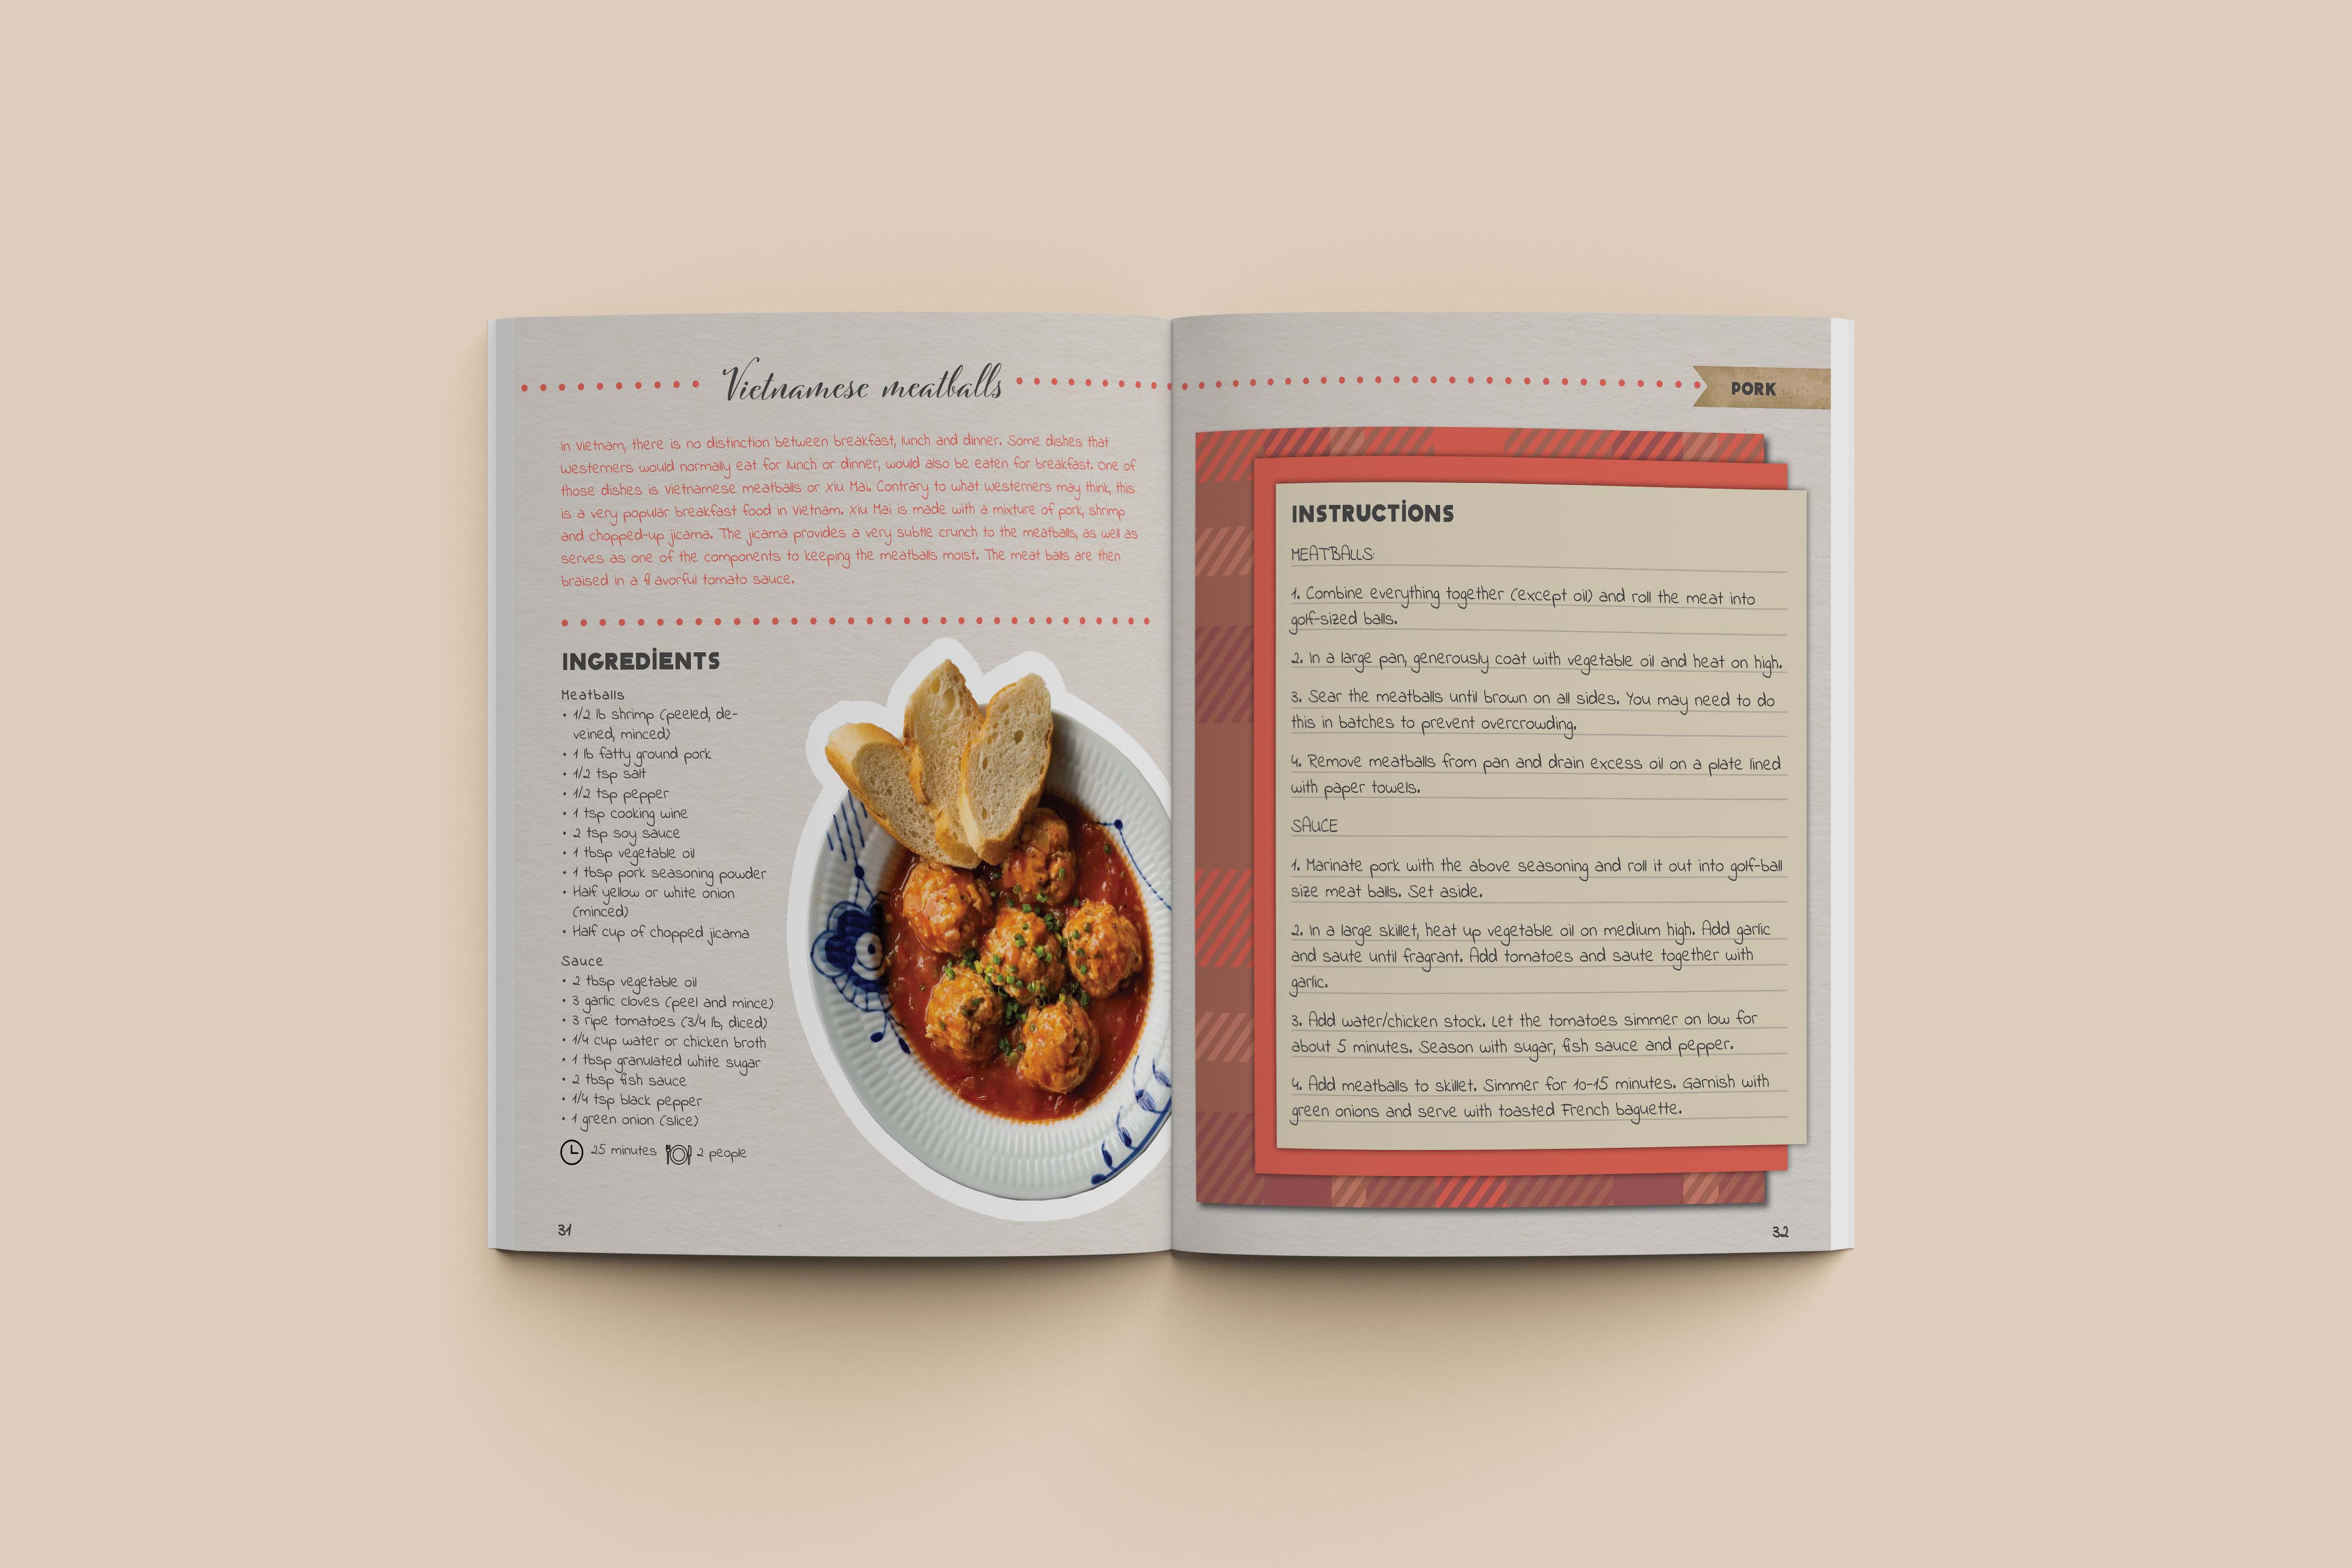 Vietnamese meatballs
In Vietnam, there is no distinction between breakfast, lunch and dinner. Some dishes that
westerners would normally eat for lunch or dinner, would also be eaten for breakfast. One of
those dishes is Vietnamese meatballs or Xiu Mai. Contrary to what westerners may think, this
is a very popular breakfast food in Vietnam. Xiu Mai is made with a mixture of pork, shrimp
and chopped-up jicama. The jicama provides a very subtle crunch to the meatballs, as well as
serves as one of the components to keeping the meatballs moist. The meat balls are then
braised in a fl avorful tomato sauce.
INGREDIENTS
Meatballs
• 1/2 lb shrimp (peeled, de-
veined, minced)
• 1 lb fatty ground pork
• 1/2 tsp salt
• 1/2 tsp pepper
• 1 tsp cooking wine
• 2 tsp soy sauce
• 1 tbsp vegetable oil
• 1 tbsp pork seasoning powder
• Half yellow or white onion
(minced)
• Half cup of chopped jicama
Sauce
• 2 tbsp vegetable oil
• 3 garlic cloves (peel and mince)
• 3 ripe tomatoes (3/4 lb, diced)
• 1/4 cup water or chicken broth
• 1 tbsp granulated white sugar
• 2 tbsp fish sauce
• 1/4 tsp black pepper
• 1 green onion (slice)
25 minutes 2 people
31
PORK
INSTRUCTIONS
MEATBALLS:
1. Combine everything together (except oil) and roll the meat into
golf-sized balls.
2. In a large pan, generously coat with vegetable oil and heat on high.
3. Sear the meatballs until brown on all sides. You may need to do
this in batches to prevent overcrowding.
4. Remove meatballs from pan and drain excess oil on a plate lined
with paper towels.
SAUCE
1. Marinate pork with the above seasoning and roll it out into golf-ball
size meat balls. Set aside.
2. In a large skillet, heat up vegetable oil on medium high. Add garlic
and saute until fragrant. Add tomatoes and saute together with
garlic.
3. Add water/chicken stock. Let the tomatoes simmer on low for
about 5 minutes. Season with sugar, fish sauce and pepper.
4. Add meatballs to skillet. Simmer for 10-15 minutes. Garnish with
green onions and serve with toasted French baguette.
32